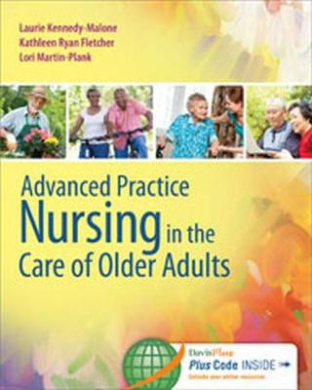 Laurie Kennedy-Malone
Kathleen Ryan Fletcher
Lori Martin-Plank
Advanced Practice
Nursing in the
Care of Older Adults
DavisPlus
Plus Code INSIDE